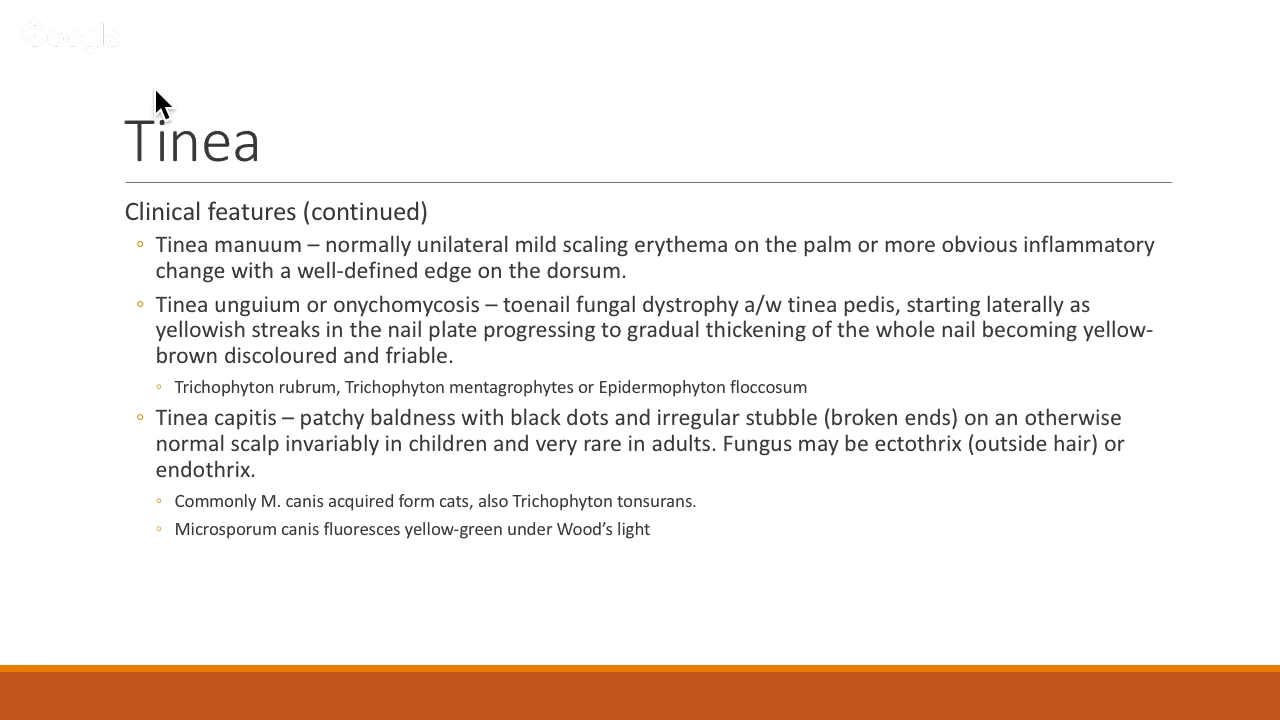 Google
Tinea
Clinical features (continued)
◦ Tinea manuum – normally unilateral mild scaling erythema on the palm or more obvious inflammatory
change with a well-defined edge on the dorsum.
◦ Tinea unguium or onychomycosis – toenail fungal dystrophy a/w tinea pedis, starting laterally as
yellowish streaks in the nail plate progressing to gradual thickening of the whole nail becoming yellow-
brown discoloured and friable.
◦ Trichophyton rubrum, Trichophyton mentagrophytes or Epidermophyton floccosum
◦ Tinea capitis – patchy baldness with black dots and irregular stubble (broken ends) on an otherwise
normal scalp invariably in children and very rare in adults. Fungus may be ectothrix (outside hair) or
endothrix.
◦ Commonly M. canis acquired form cats, also Trichophyton tonsurans.
◦ Microsporum canis fluoresces yellow-green under Wood’s light